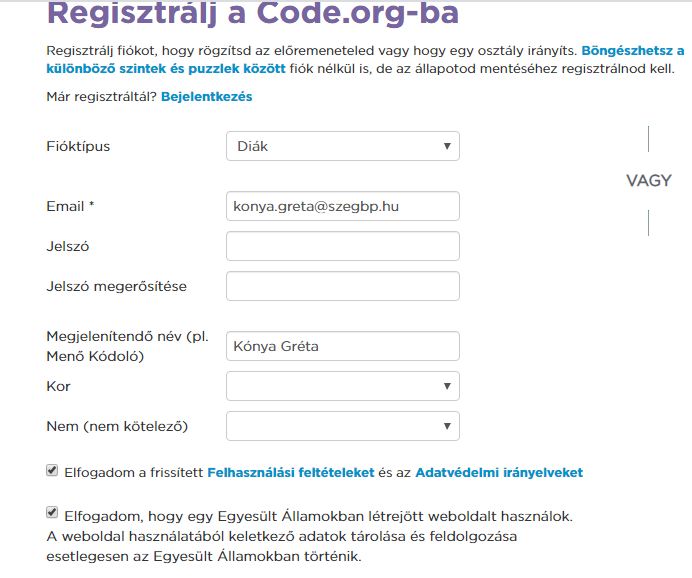 Regisztrálj a Code.org-ba
Regisztrálj fiókot, hogy rögzítsd az előremeneteled vagy hogy egy osztály irányíts. Böngészhetsz a
különböző szintek és puzzlek között fiók nélkül is, de az állapotod mentéséhez regisztrálnod kell.
Már regisztráltál? Bejelentkezés
Fióktípus
Diák
VAGY
Email *
konya.greta@szegbp.hu
Jelszó
Jelszó megerősítése
Megjelenítendő név (pl.
Menő Kódoló)
Kónya Gréta
Kor
Nem (nem kötelező)
Elfogadom a frissített Felhasználási feltételeket és az Adatvédelmi irányelveket
Elfogadom, hogy egy Egyesült Államokban létrejött weboldalt használok.
A weboldal használatából keletkező adatok tárolása és feldolgozása
esetlegesen az Egyesült Államokban történik.